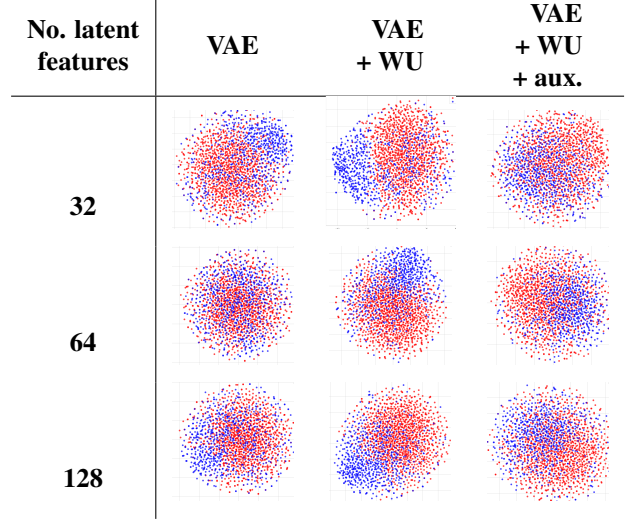 No. latent features
VAE
VAE
+ WU
VAE
+ WU
+ aux.
32
64
128